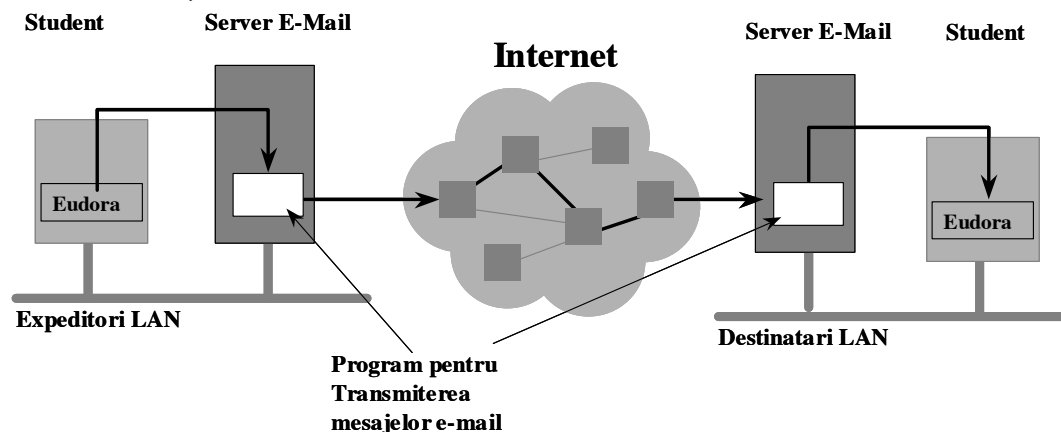 Student
Server E-Mail
Internet
Server E-Mail
Student
Eudora
Eudora
Expeditori LAN
Destinatari LAN
Program pentru
Transmiterea
mesajelor e-mail